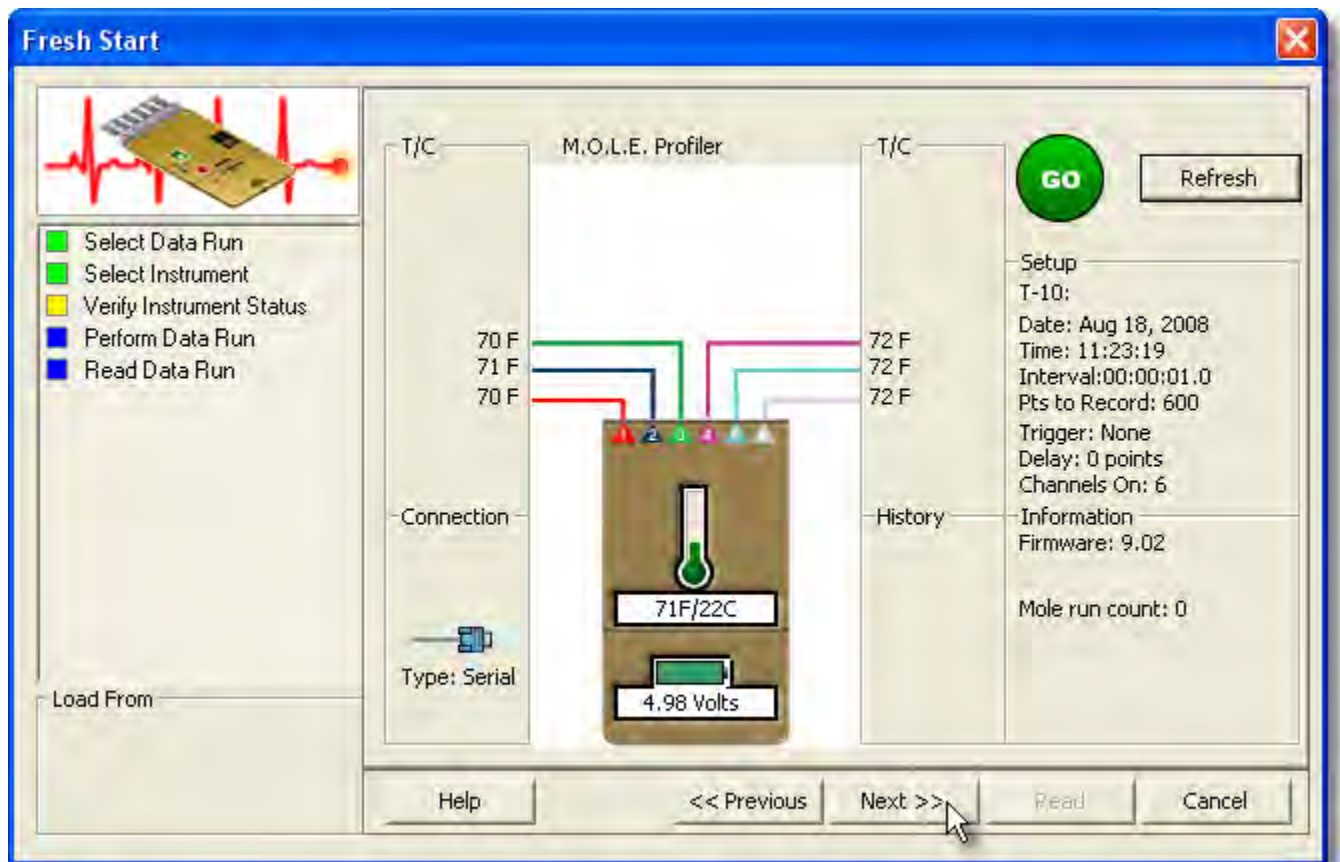 Fresh Start
Select Data Run
Select Instrument
Verify Instrument Status
Perform Data Run
Read Data Run
Load From
T/C
M.O.L.E. Profiler
T/C
70 F
71 F
70 F
72 F
72 F
72 F
1 2 3 4
Connection
Type: Serial
71F/22C
4.98 Volts
History
GO
Refresh
Setup
T-10:
Date: Aug 18, 2008
Time: 11:23:19
Interval:00:00:01.0
Pts to Record: 600
Trigger: None
Delay: 0 points
Channels On: 6
Information
Firmware: 9.02
Mole run count: 0
Help
<< Previous
Next >>
Read
Cancel